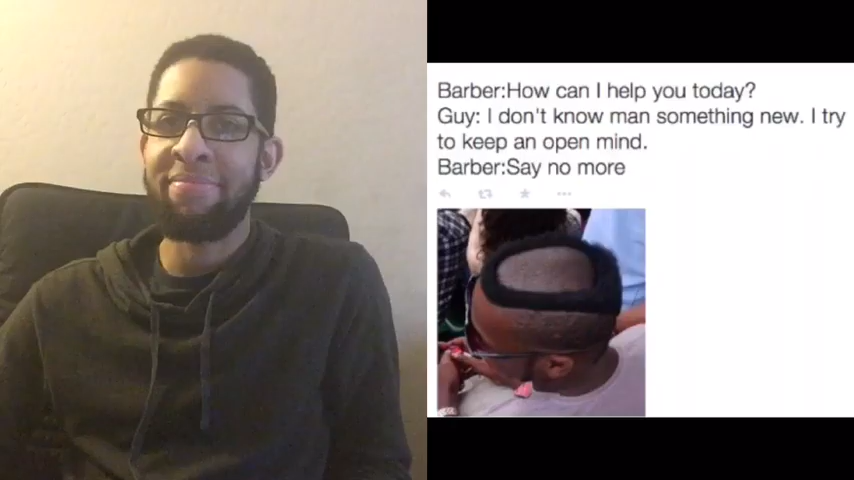 Barber:How can I help you today?
Guy: I don't know man something new. I try
to keep an open mind.
Barber:Say no more